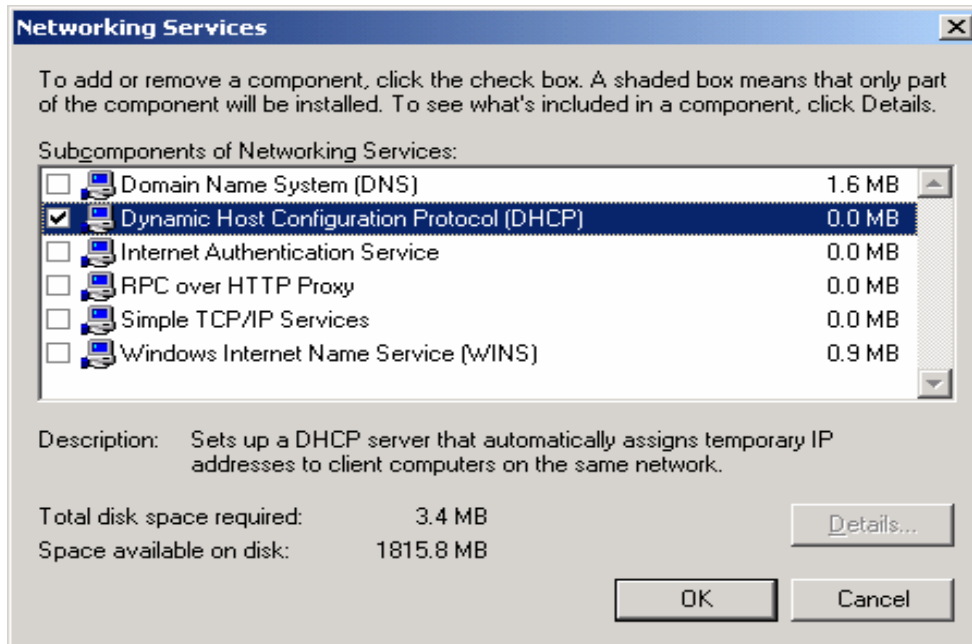 Networking Services
To add or remove a component, click the check box. A shaded box means that only part
of the component will be installed. To see what's included in a component, click Details.
Subcomponents of Networking Services:
Domain Name System (DNS) 1.6 MB
Dynamic Host Configuration Protocol (DHCP) 0.0 MB
Internet Authentication Service 0.0 MB
RPC over HTTP Proxy 0.0 MB
Simple TCP/IP Services 0.0 MB
Windows Internet Name Service (WINS) 0.9 MB
Description: Sets up a DHCP server that automatically assigns temporary IP
addresses to client computers on the same network.
Total disk space required: 3.4 MB
Space available on disk: 1815.8 MB
Details...
OK Cancel